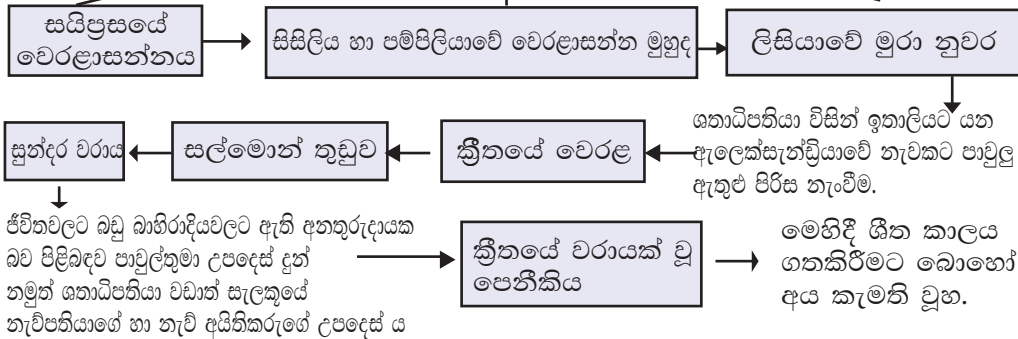 සයිප්‍රසයේ
වෙරළාසන්නය
සිසිලිය හා පම්පිලියාවේ වෙරළාසන්න මුහුද
ලිසියාවේ මුරා නුවර
ශතාධිපතියා විසින් ඉතාලියට යන
ඇලෙක්සැන්ඩ්‍රියාවේ නැවකට පාවුලු
ඇතුළු පිරිස නැංවීම.
ක්‍රීතයේ වෙරළ
සල්මොන් තුඩුව
සුන්දර වරාය
ජීවිතවලට බඩු බාහිරාදියවලට ඇති අනතුරුදායක
බව පිළිබඳව පාවුල්තුමා උපදෙස් දුන්
නමුත් ශතාධිපතියා වඩාත් සැලකුයේ
නැව්පතියාගේ හා නැව් අයිතිකරුගේ උපදෙස් ය
ක්‍රීතයේ වරායක් වූ
පෙනීකිය
මෙහිදී ශීත කාලය
ගතකිරීමට බොහෝ
අය කැමති වූහ.